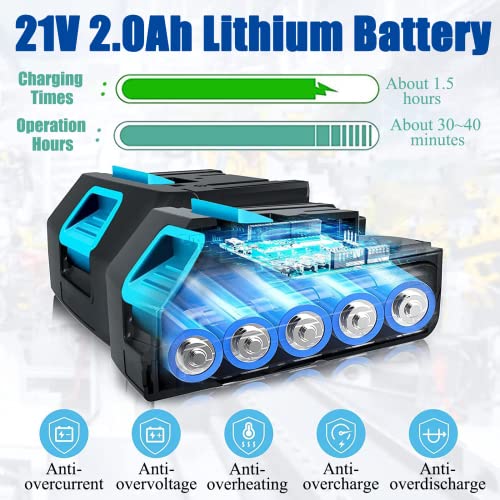 21V 2.0Ah Lithium Battery
Charging
Times
About 1.5
hours
Operation
Hours
About 30~40
minutes
Anti-
overcurrent
Anti-
overvoltage
Anti-
overheating
Anti-
overcharge
Anti-
overdischarge